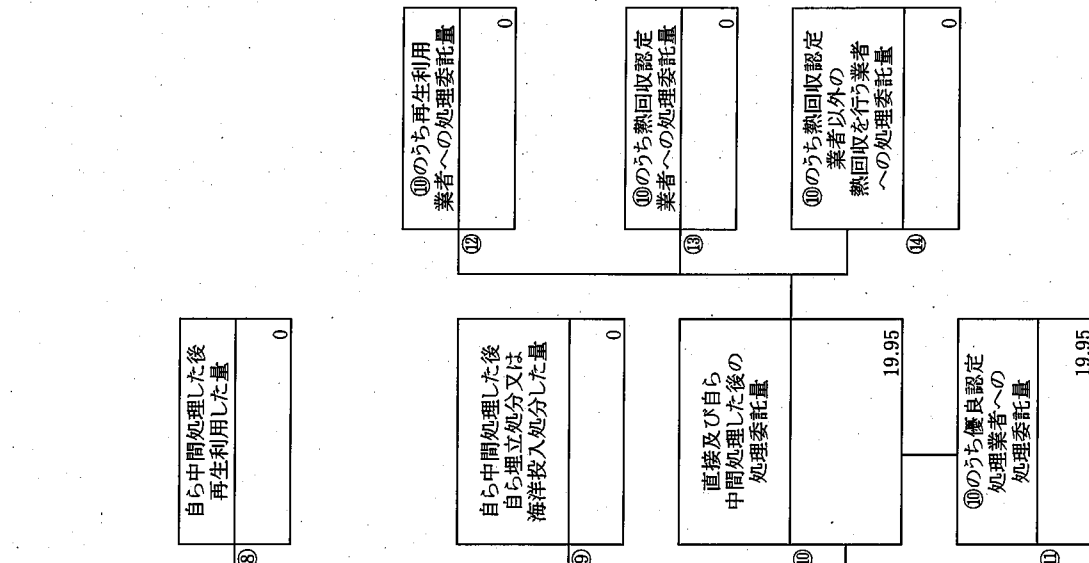 ⑧
自ら中間処理した後
再生利用した量
0
⑨
自ら中間処理した後
自ら埋立処分又は
海洋投入処分した量
0
⑩
直接及び自ら
中間処理した後の
処理委託量
19.95
⑪
⑩のうち優良認定
処理業者への
処理委託量
19.95
⑫
⑩のうち再生利用
業者への処理委託量
0
⑬
⑩のうち熱回収認定
業者への処理委託量
0
⑭
⑩のうち熱回収認定
業者以外の
熱回収を行う業者
への処理委託量
0